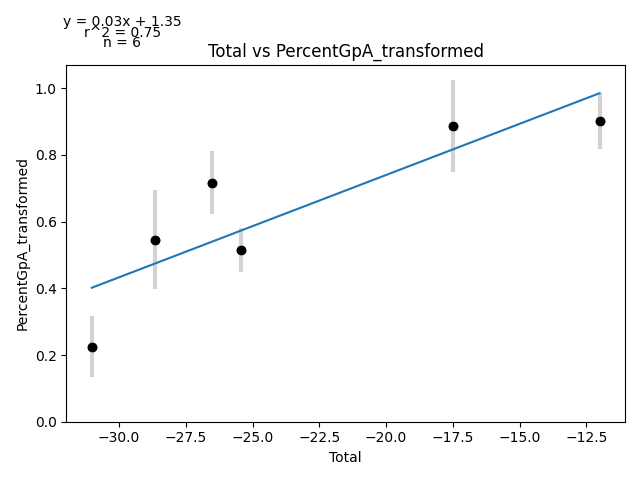 y = 0.03x + 1.35
r^2 = 0.75
n = 6
Total vs PercentGpA_transformed
PercentGpA_transformed
1.0
0.8
0.6
0.4
0.2
0.0
−30.0 −27.5 −25.0 −22.5 −20.0 −17.5 −15.0 −12.5
Total